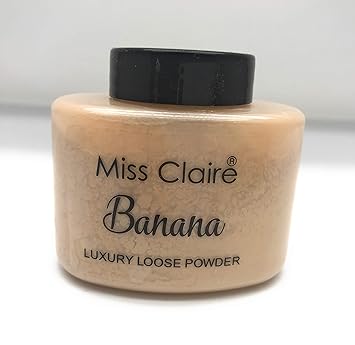 Miss Claire®
Banana
LUXURY LOOSE POWDER